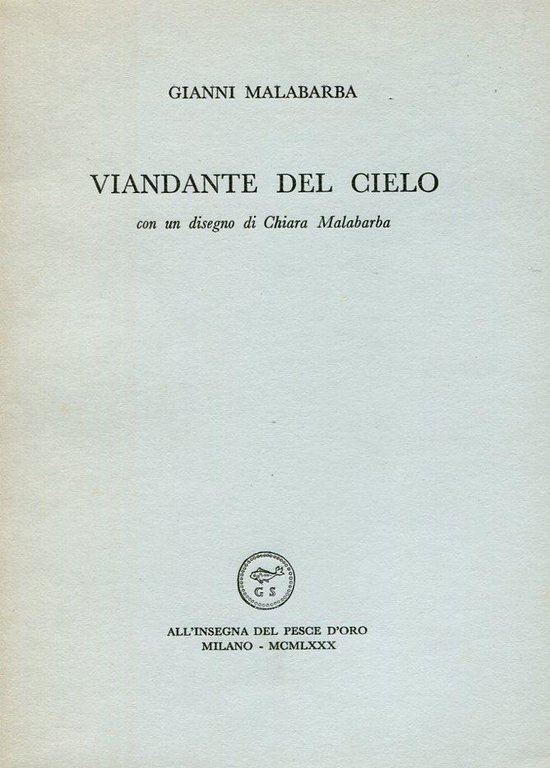 GIANNI MALABARBA
VIANDANTE DEL CIELO
con un disegno di Chiara Malabarba
G S
ALL'INSEGNA DEL PESCE D'ORO
MILANO - MCMLXXX